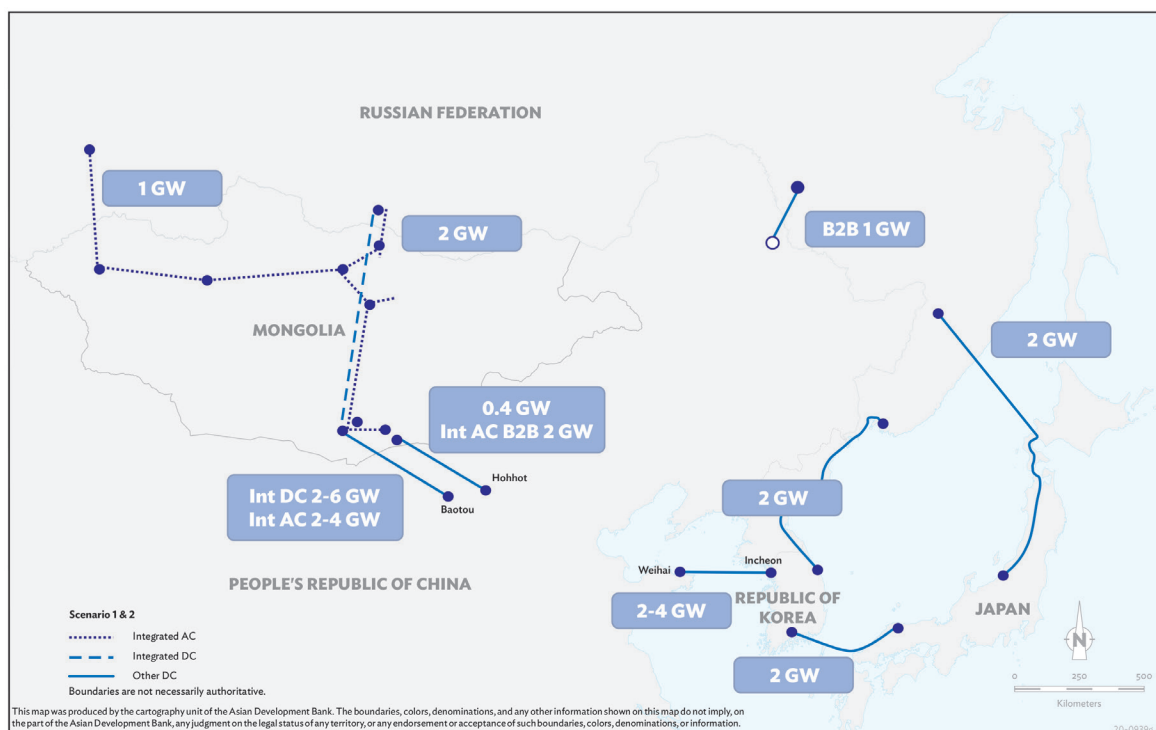 RUSSIAN FEDERATION
1 GW
2 GW
B2B 1 GW
MONGOLIA
2 GW
0.4 GW
Int AC B2B 2 GW
Hohhot
Int DC 2-6 GW
Int AC 2-4 GW
Baotou
2 GW
Incheon
Weihai
PEOPLE'S REPUBLIC OF CHINA
2-4 GW
REPUBLIC OF
KOREA
JAPAN
2 GW
Scenario 1 & 2
Integrated AC
Integrated DC
Other DC
Boundaries are not necessarily authoritative.
N
0 250 500
Kilometers
This map was produced by the cartography unit of the Asian Development Bank. The boundaries, colors, denominations, and any other information shown on this map do not imply, on
the part of the Asian Development Bank, any judgment on the legal status of any territory, or any endorsement or acceptance of such boundaries, colors, denominations, or information.